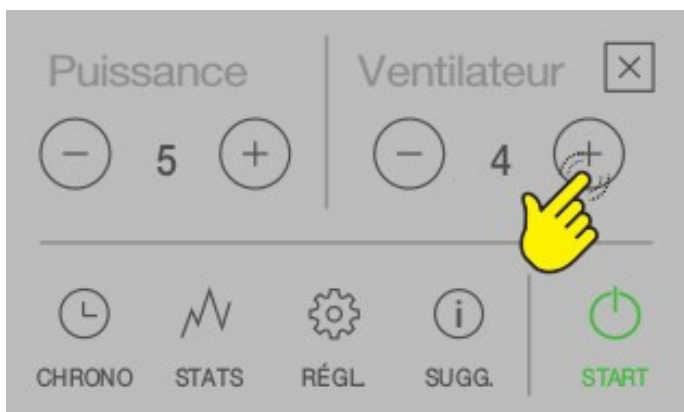 Puissance
Ventilateur
5
4
CHRONO
STATS
RÉGL.
SUGG.
START